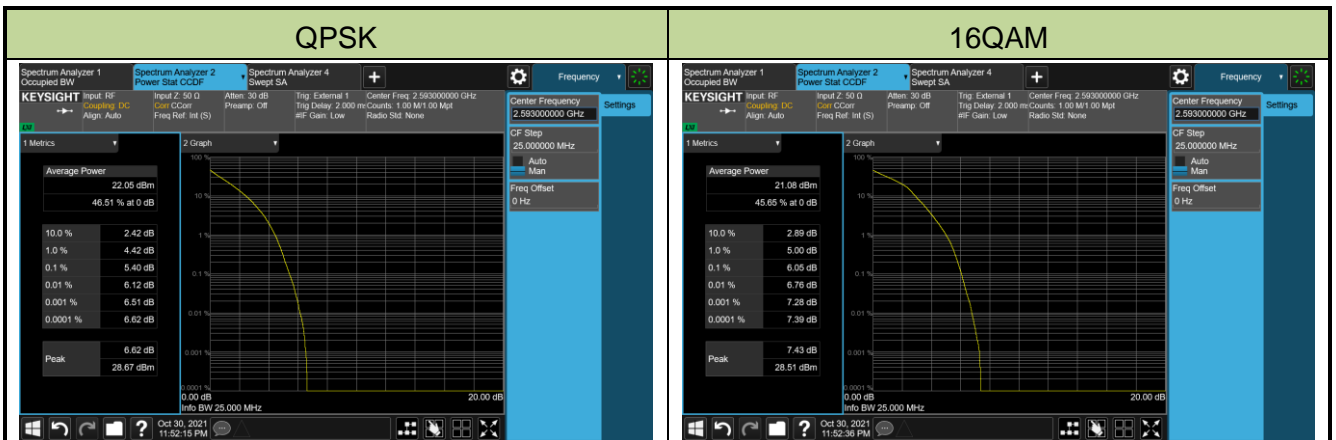 QPSK
16QAM
Spectrum Analyzer 1
Occupied BW
Spectrum Analyzer 2
Power Stat CCDF
Spectrum Analyzer 4
Swept SA
Frequency
KEYSIGHT
Input: RF
Coupling: DC
Align: Auto
Input Z: 50 Ω
Corr CCorr
Freq Ref: Int (S)
Atten: 30 dB
Preamp: Off
Trig: External 1
Trig Delay: 2.000 m
#IF Gain: Low
Center Freq: 2.593000000 GHz
Counts: 1.00 M/1.00 Mpt
Radio Std: None
Center Frequency
2.593000000 GHz
Settings
CF Step
25.000000 MHz
Auto
Man
Freq Offset
0 Hz
1 Metrics
2 Graph
Average Power
22.05 dBm
46.51 % at 0 dB
10.0 % 2.42 dB
1.0 % 4.42 dB
0.1 % 5.40 dB
0.01 % 6.12 dB
0.001 % 6.51 dB
0.0001 % 6.62 dB
Peak
6.62 dB
28.67 dBm
100 %
10 %
1 %
0.1 %
0.01 %
0.001 %
0.0001 %
0.00 dB
20.00 dB
Info BW 25.000 MHz
?
Oct 30, 2021
11:52:15 PM
Spectrum Analyzer 1
Occupied BW
Spectrum Analyzer 2
Power Stat CCDF
Spectrum Analyzer 4
Swept SA
Frequency
KEYSIGHT
Input: RF
Coupling: DC
Align: Auto
Input Z: 50 Ω
Corr CCorr
Freq Ref: Int (S)
Atten: 30 dB
Preamp: Off
Trig: External 1
Trig Delay: 2.000 m
#IF Gain: Low
Center Freq: 2.593000000 GHz
Counts: 1.00 M/1.00 Mpt
Radio Std: None
Center Frequency
2.593000000 GHz
Settings
CF Step
25.000000 MHz
Auto
Man
Freq Offset
0 Hz
1 Metrics
2 Graph
Average Power
21.08 dBm
45.65 % at 0 dB
10.0 % 2.89 dB
1.0 % 5.00 dB
0.1 % 6.05 dB
0.01 % 6.76 dB
0.001 % 7.28 dB
0.0001 % 7.39 dB
Peak
7.43 dB
28.51 dBm
100 %
10 %
1 %
0.1 %
0.01 %
0.001 %
0.0001 %
0.00 dB
20.00 dB
Info BW 25.000 MHz
?
Oct 30, 2021
11:52:36 PM